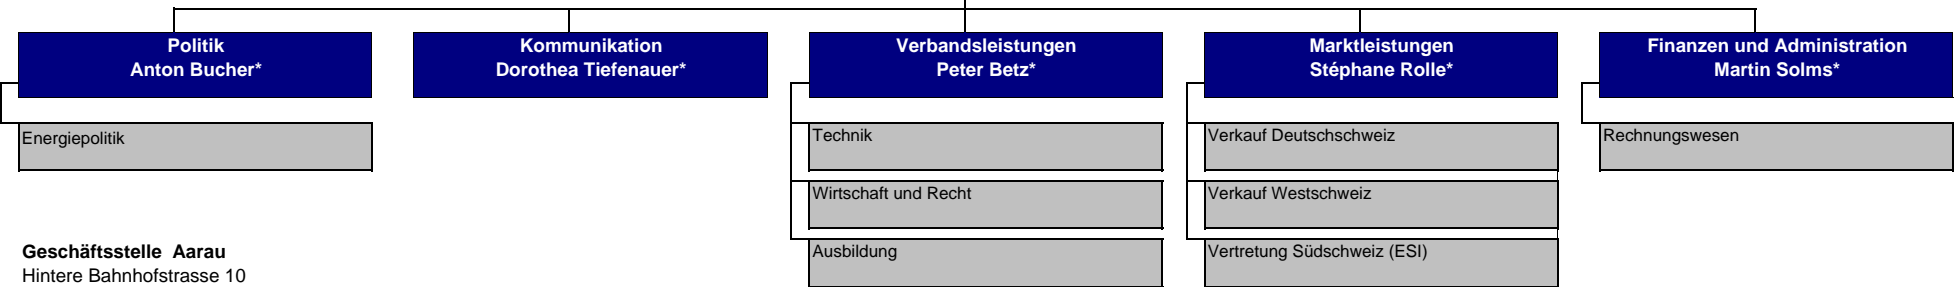 Politik
Anton Bucher*
Kommunikation
Dorothea Tiefenauer*
Verbandsleistungen
Peter Betz*
Marktleistungen
Stéphane Rolle*
Finanzen und Administration
Martin Solms*
Energiepolitik
Technik
Verkauf Deutschschweiz
Rechnungswesen
Wirtschaft und Recht
Verkauf Westschweiz
Ausbildung
Vertretung Südschweiz (ESI)
Geschäftsstelle Aarau
Hintere Bahnhofstrasse 10